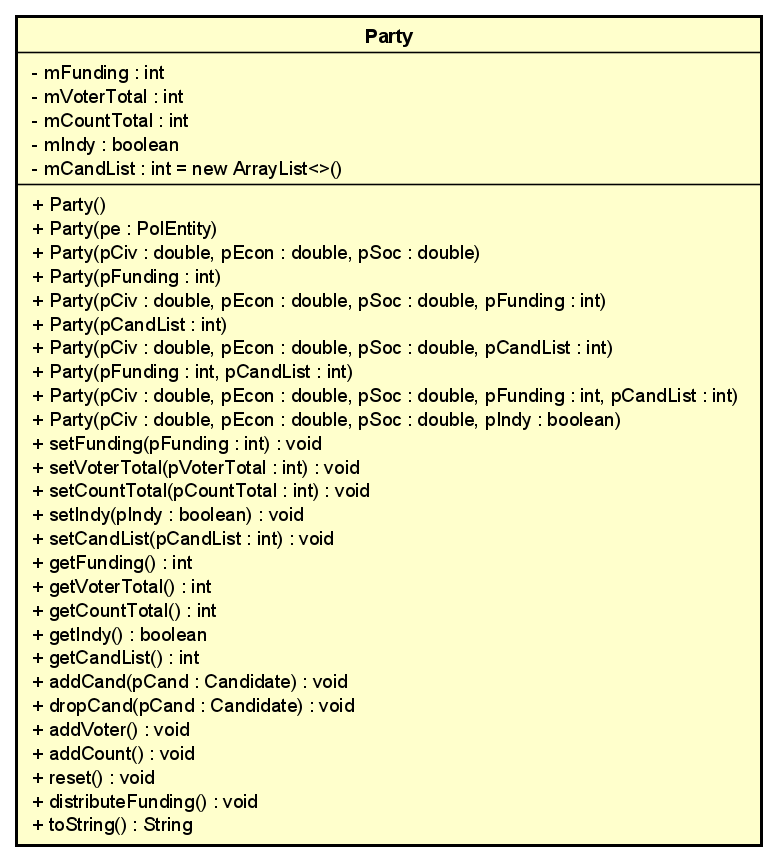 Party
- mFunding : int
- mVoterTotal : int
- mCountTotal : int
- mIndy : boolean
- mCandList : int = new ArrayList<>()
+ Party()
+ Party(pe : PolEntity)
+ Party(pCiv : double, pEcon : double, pSoc : double)
+ Party(pFunding : int)
+ Party(pCiv : double, pEcon : double, pSoc : double, pFunding : int)
+ Party(pCandList : int)
+ Party(pCiv : double, pEcon : double, pSoc : double, pCandList : int)
+ Party(pFunding : int, pCandList : int)
+ Party(pCiv : double, pEcon : double, pSoc : double, pFunding : int, pCandList : int)
+ Party(pCiv : double, pEcon : double, pSoc : double, pIndy : boolean)
+ setFunding(pFunding : int) : void
+ setVoterTotal(pVoterTotal : int) : void
+ setCountTotal(pCountTotal : int) : void
+ setIndy(pIndy : boolean) : void
+ setCandList(pCandList : int) : void
+ getFunding() : int
+ getVoterTotal() : int
+ getCountTotal() : int
+ getIndy() : boolean
+ getCandList() : int
+ addCand(pCand : Candidate) : void
+ dropCand(pCand : Candidate) : void
+ addVoter() : void
+ addCount() : void
+ reset() : void
+ distributeFunding() : void
+ toString() : String